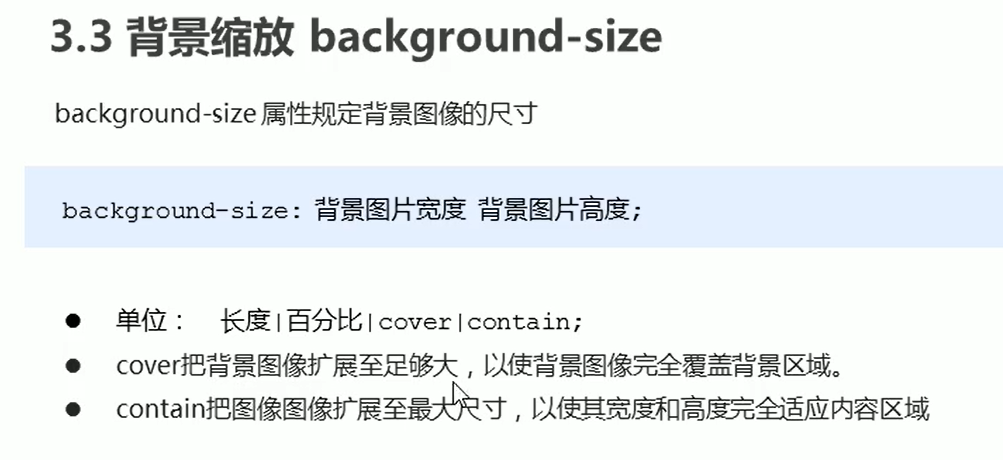 3.3 背景缩放 background-size
background-size 属性规定背景图像的尺寸
background-size: 背景图片宽度 背景图片高度;
● 单位： 长度|百分比|cover|contain;
● cover把背景图像扩展至足够大，以使背景图像完全覆盖背景区域。
● contain把图像图像扩展至最大尺寸，以使其宽度和高度完全适应内容区域